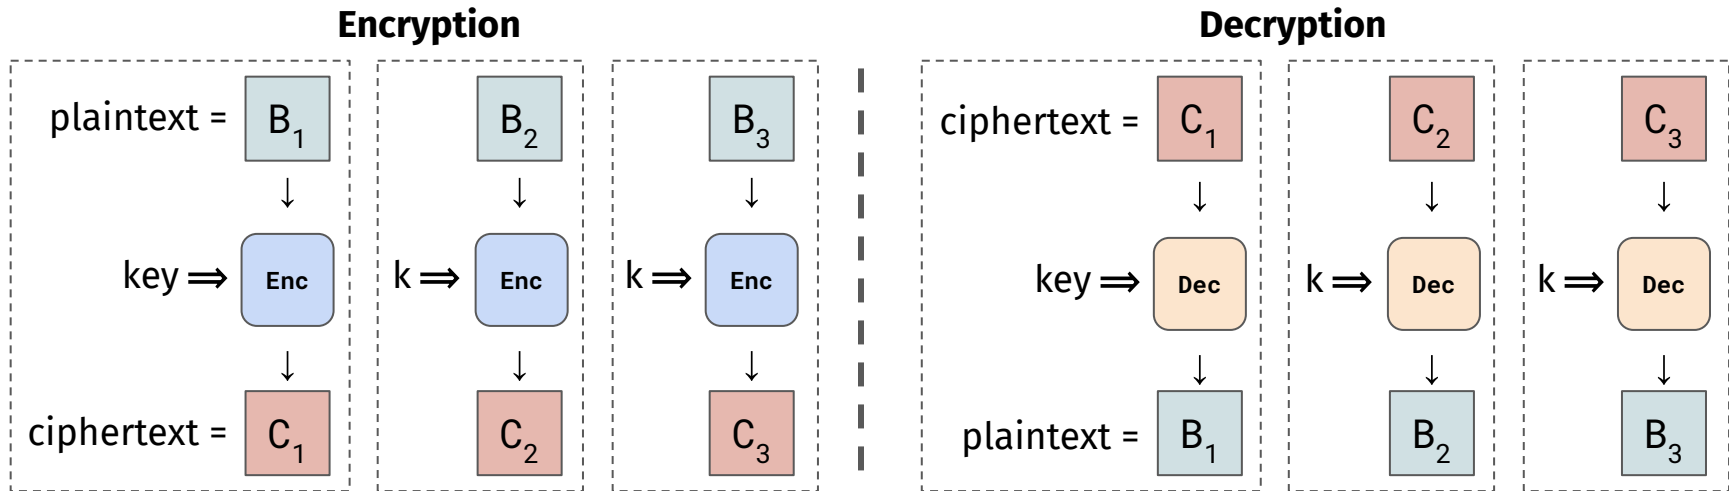 Encryption
plaintext = B1 B2 B3
↓ ↓ ↓
key ⇒ Enc k ⇒ Enc k ⇒ Enc
↓ ↓ ↓
ciphertext = C1 C2 C3
Decryption
ciphertext = C1 C2 C3
↓ ↓ ↓
key ⇒ Dec k ⇒ Dec k ⇒ Dec
↓ ↓ ↓
plaintext = B1 B2 B3